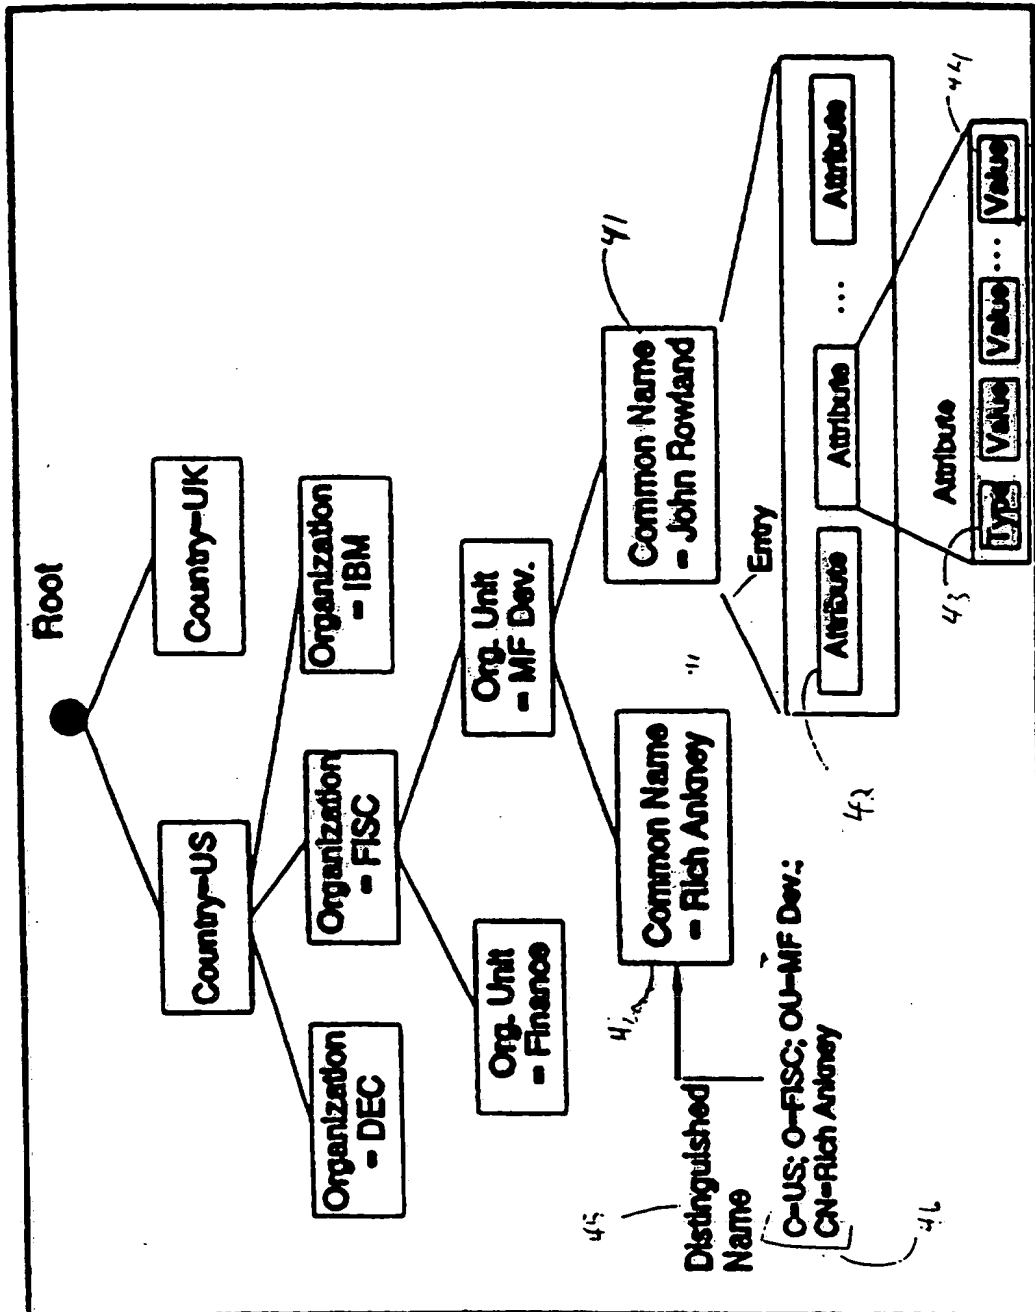 Root
Country=US
Country=UK
Organization
= DEC
Organization
= FISC
Organization
= IBM
Org. Unit
= Finance
Org. Unit
= MF Dev.
Common Name
= Rich Ankney
Common Name
= John Rowland
41
Distinguished
Name
45
C=US; O=FISC; OU=MF Dev.;
CN=Rich Ankney
46
Entry
Attribute
Attribute
...
Attribute
42
Attribute
Type
Value
Value
...
Value
43
44